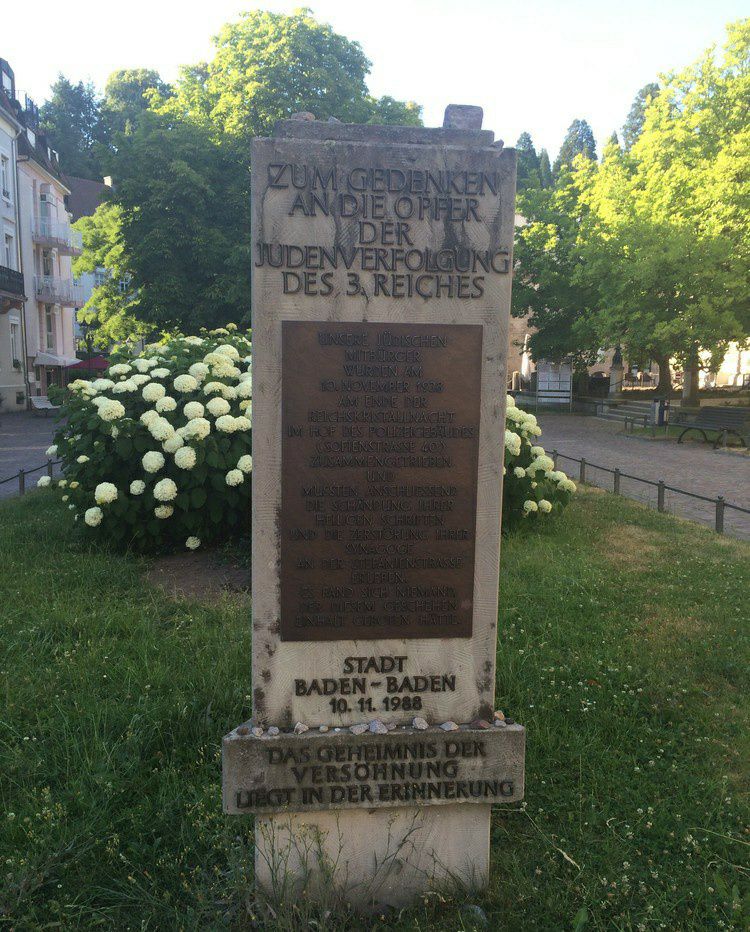 ZUM GEDENKEN
AN DIE OPFER
DER
JUDENVERFOLGUNG
DES 3. REICHES
UNSERE JÜDISCHEN
MITBÜRGER
WURDEN AM
10. NOVEMBER 1938
AM ENDE DER
REICHSKRISTALLNACHT
IM HOF DES POLIZEIGEBÄUDES
(SOFIENSTRASSE 40)
ZUSAMMENGETRIEBEN
UND
MUSSTEN ANSCHLIESSEND
DIE SCHÄNDUNG IHRER
HEILIGEN SCHRIFTEN
UND DIE ZERSTÖRUNG IHRER
SYNAGOGE
AN DER STEFANIENSTRASSE
ERLEBEN.
ES FAND SICH NIEMAND,
DER DIESEM GESCHEHEN
EINHALT GEBOTEN HÄTTE.
STADT
BADEN-BADEN
10. 11. 1988
DAS GEHEIMNIS DER
VERSÖHNUNG
LIEGT IN DER ERINNERUNG